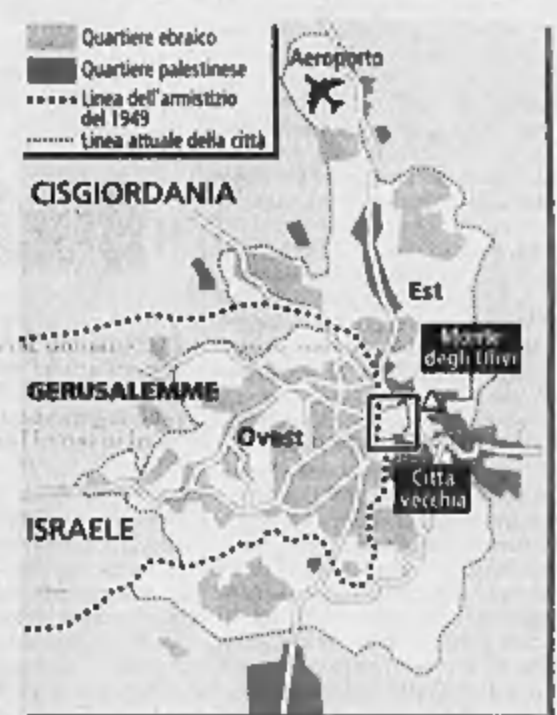 Quartiere ebraico
Quartiere palestinese
Linea dell'armistizio
del 1949
Linea attuale della città
Aeroporto
CISGIORDANIA
Est
Monte
degli Ulivi
GERUSALEMME
Ovest
Città
vecchia
ISRAELE